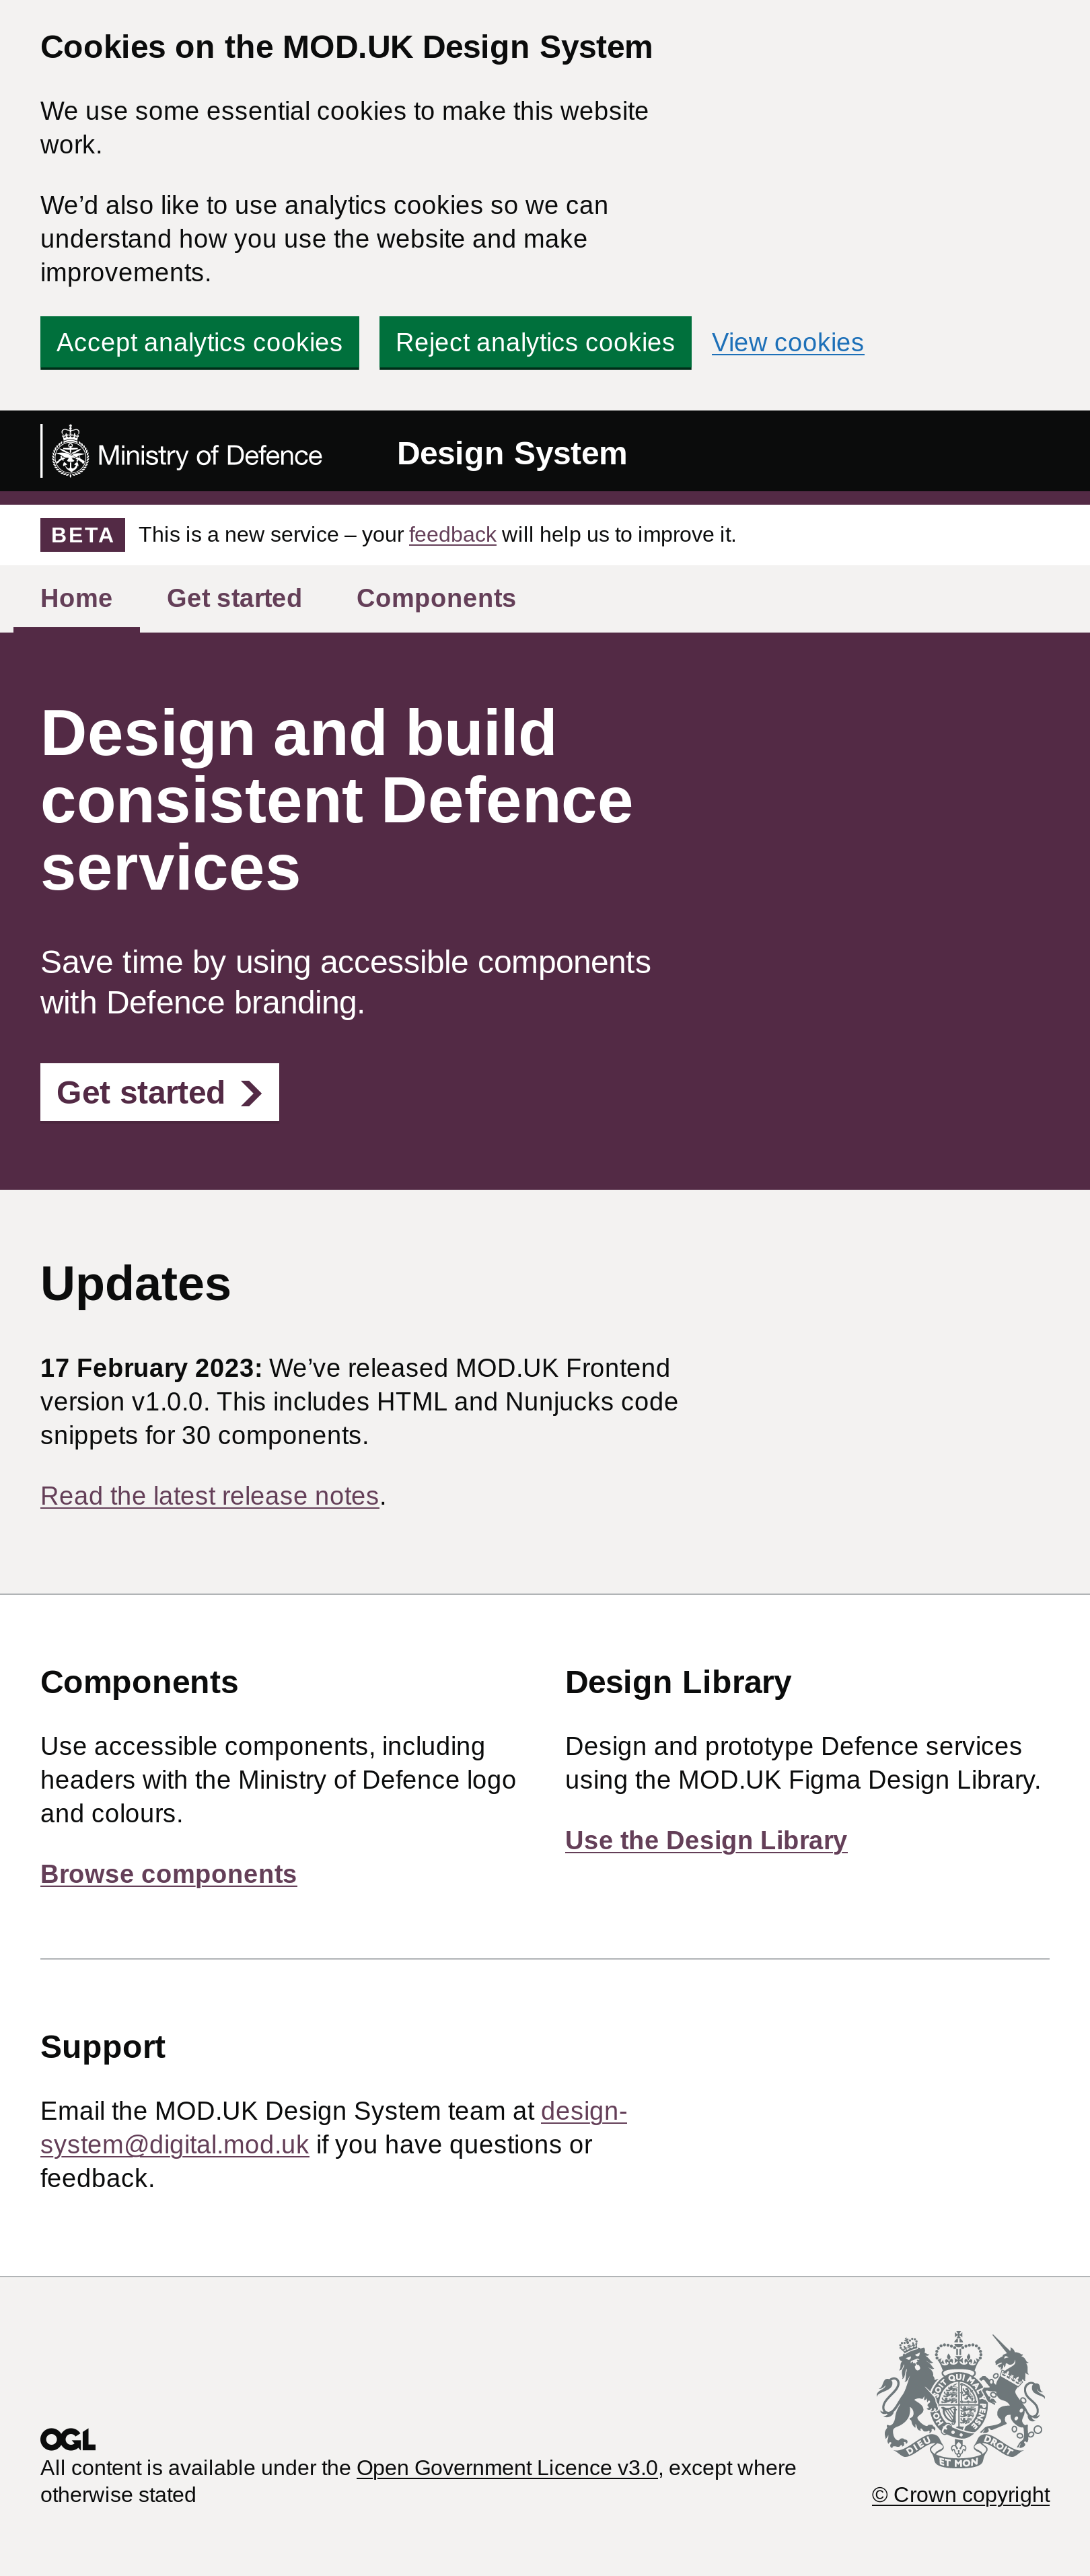 Cookies on the MOD.UK Design System
We use some essential cookies to make this website
work.
We’d also like to use analytics cookies so we can
understand how you use the website and make
improvements.
Accept analytics cookies Reject analytics cookies View cookies
Ministry of Defence Design System
BETA This is a new service – your feedback will help us to improve it.
Home Get started Components
Design and build
consistent Defence
services
Save time by using accessible components
with Defence branding.
Get started
Updates
17 February 2023: We’ve released MOD.UK Frontend
version v1.0.0. This includes HTML and Nunjucks code
snippets for 30 components.
Read the latest release notes.
Components
Use accessible components, including
headers with the Ministry of Defence logo
and colours.
Browse components
Design Library
Design and prototype Defence services
using the MOD.UK Figma Design Library.
Use the Design Library
Support
Email the MOD.UK Design System team at design-
system@digital.mod.uk if you have questions or
feedback.
OGL
All content is available under the Open Government Licence v3.0, except where
otherwise stated
DIEU ET MON DROIT
© Crown copyright